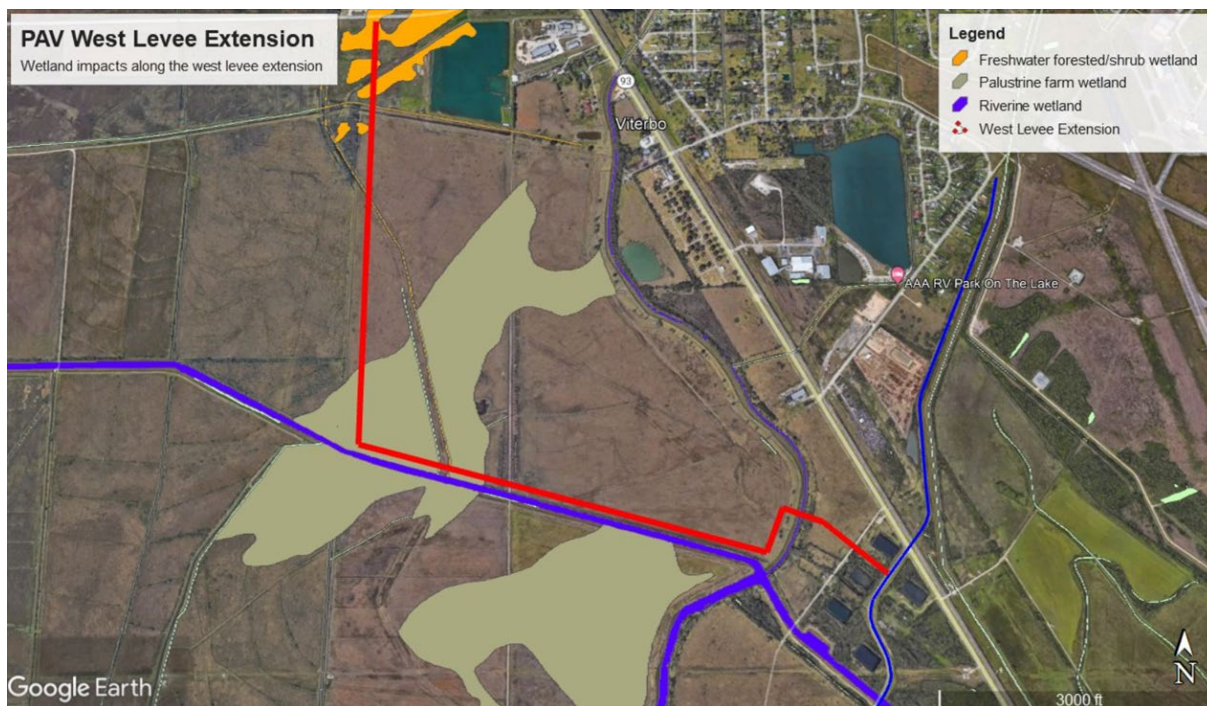 PAV West Levee Extension
Wetland impacts along the west levee extension
Legend
Freshwater forested/shrub wetland
Palustrine farm wetland
Riverine wetland
West Levee Extension
93
Viterbo
AAA RV Park On The Lake
Google Earth
N
3000 ft